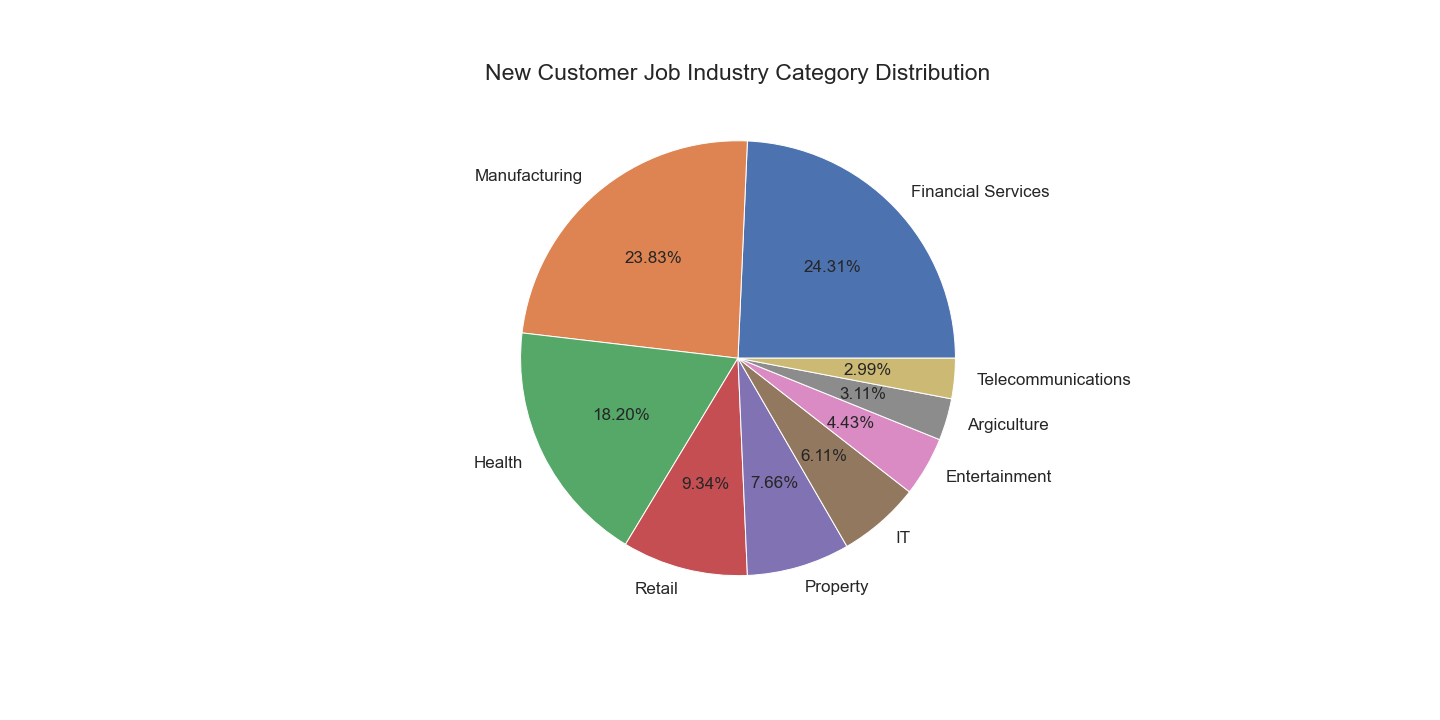 New Customer Job Industry Category Distribution
Manufacturing
Financial Services
23.83%
24.31%
2.99%
Telecommunications
3.11%
Argiculture
18.20%
4.43%
6.11%
Health
Entertainment
9.34%
7.66%
IT
Retail
Property